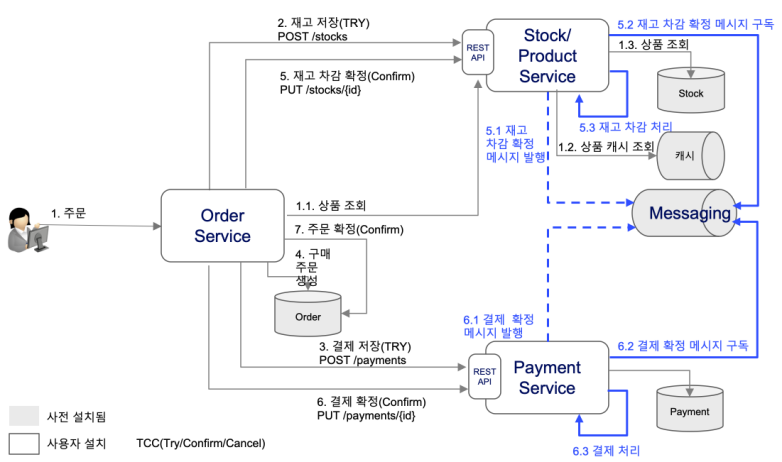 2. 재고 저장(TRY)
POST /stocks
REST
API
Stock/
Product
Service
5.2 재고 차감 확정 메시지 구독
1.3. 상품 조회
Stock
5. 재고 차감 확정(Confirm)
PUT /stocks/{id}
5.3 재고 차감 처리
5.1 재고
차감 확정
메시지 발행
1.2. 상품 캐시 조회
캐시
1. 주문
Order
Service
1.1. 상품 조회
Messaging
7. 주문 확정(Confirm)
4. 구매
주문
생성
Order
6.1 결제 확정
메시지 발행
3. 결제 저장(TRY)
POST /payments
6.2 결제 확정 메시지 구독
REST
API
Payment
Service
6. 결제 확정(Confirm)
PUT /payments/{id}
Payment
6.3 결제 처리
사전 설치됨
사용자 설치
TCC(Try/Confirm/Cancel)